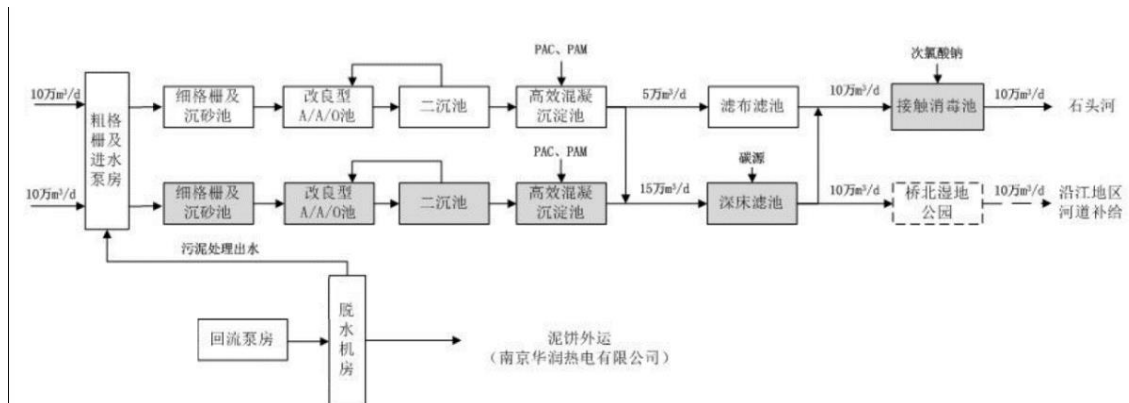 PAC、PAM
次氯酸钠
10万m³/d
粗格
栅及
进水
泵房
细格栅及
沉砂池
改良型
A/A/O池
二沉池
高效混凝
沉淀池
5万m³/d
滤布滤池
10万m³/d
接触消毒池
10万m³/d
石头河
PAC、PAM
碳源
10万m³/d
细格栅及
沉砂池
改良型
A/A/O池
二沉池
高效混凝
沉淀池
15万m³/d
深床滤池
10万m³/d
桥北湿地
公园
10万m³/d
沿江地区
河道补给
污泥处理出水
回流泵房
脱
水
机
房
泥饼外运
（南京华润热电有限公司）